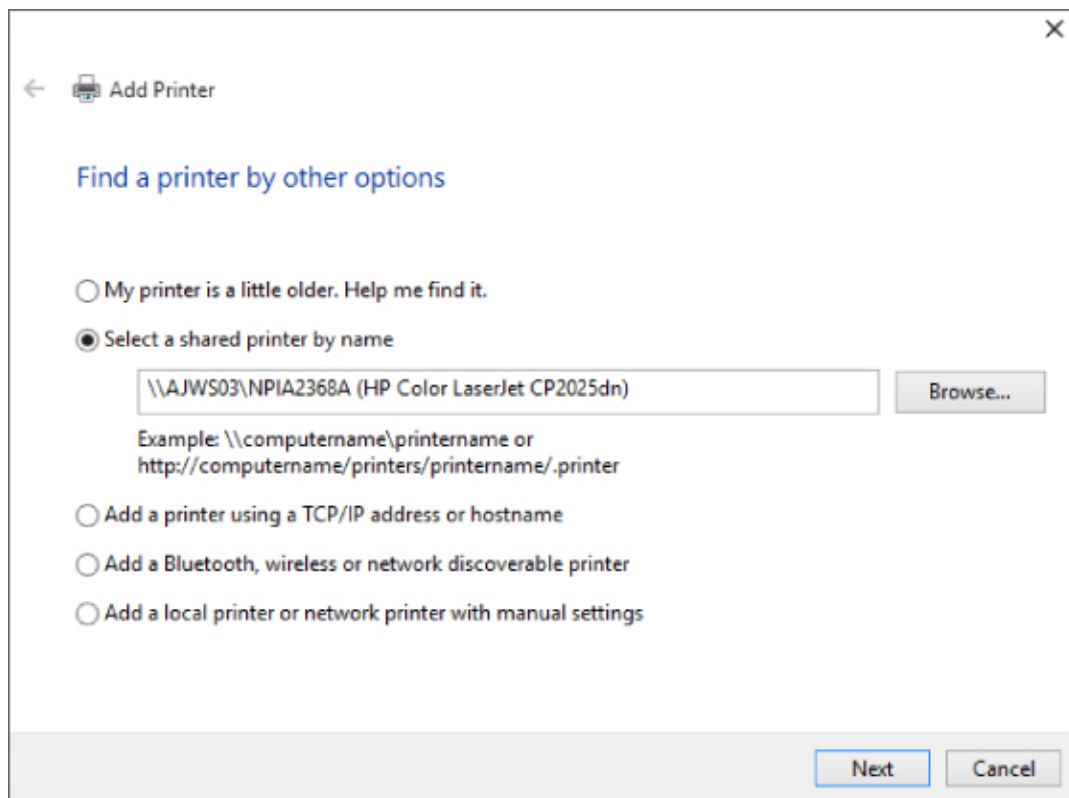 Add Printer
Find a printer by other options
My printer is a little older. Help me find it.
Select a shared printer by name
\\AJWS03\NPIA2368A (HP Color LaserJet CP2025dn)
Browse...
Example: \\computername\printername or
http://computername/printers/printername/.printer
Add a printer using a TCP/IP address or hostname
Add a Bluetooth, wireless or network discoverable printer
Add a local printer or network printer with manual settings
Next
Cancel